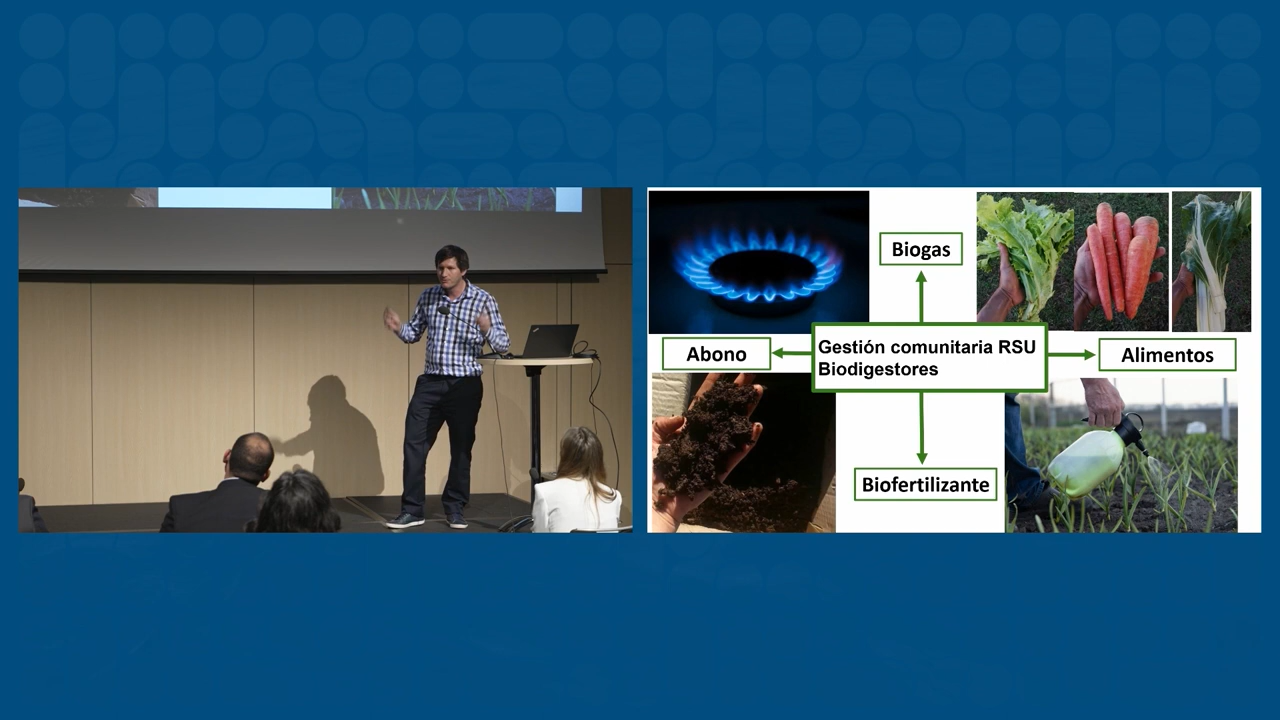 Biogas
Abono
Gestión comunitaria RSU
Biodigestores
Alimentos
Biofertilizante